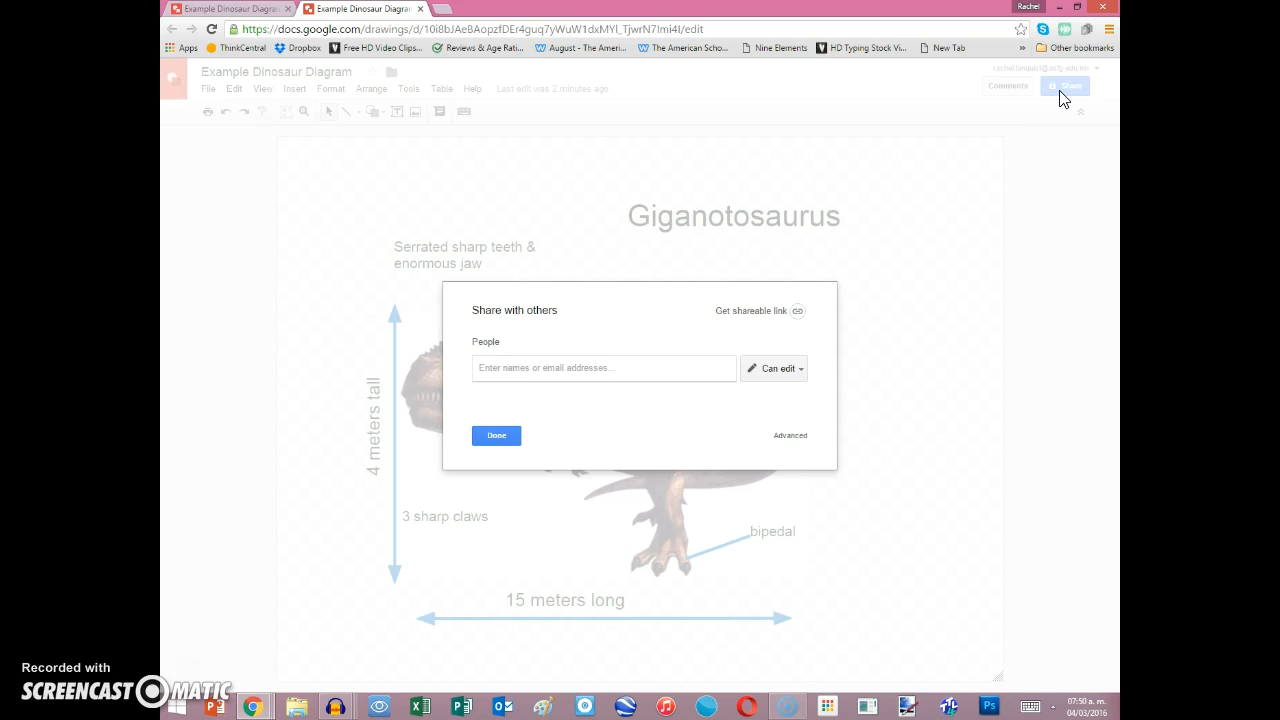 Example Dinosaur Diagram
Example Dinosaur Diagram
Rachel
https://docs.google.com/drawings/d/10i8bJAeBAopzfDEr4guq7yWuW1dxMYl_TjwrN7Imi4I/edit
Apps ThinkCentral Dropbox Free HD Video Clips... Reviews & Age Rati... August - The Ameri... The American Scho... Nine Elements HD Typing Stock Vi... New Tab » Other bookmarks
Example Dinosaur Diagram
File Edit View Insert Format Arrange Tools Table Help Last edit was 2 minutes ago
Comments Share
Giganotosaurus
Serrated sharp teeth &
enormous jaw
Share with others
Get shareable link
People
Enter names or email addresses...
Can edit
Done
Advanced
4 meters tall
3 sharp claws
bipedal
15 meters long
Recorded with
SCREENCAST MATIC
07:50 a. m.
04/03/2016